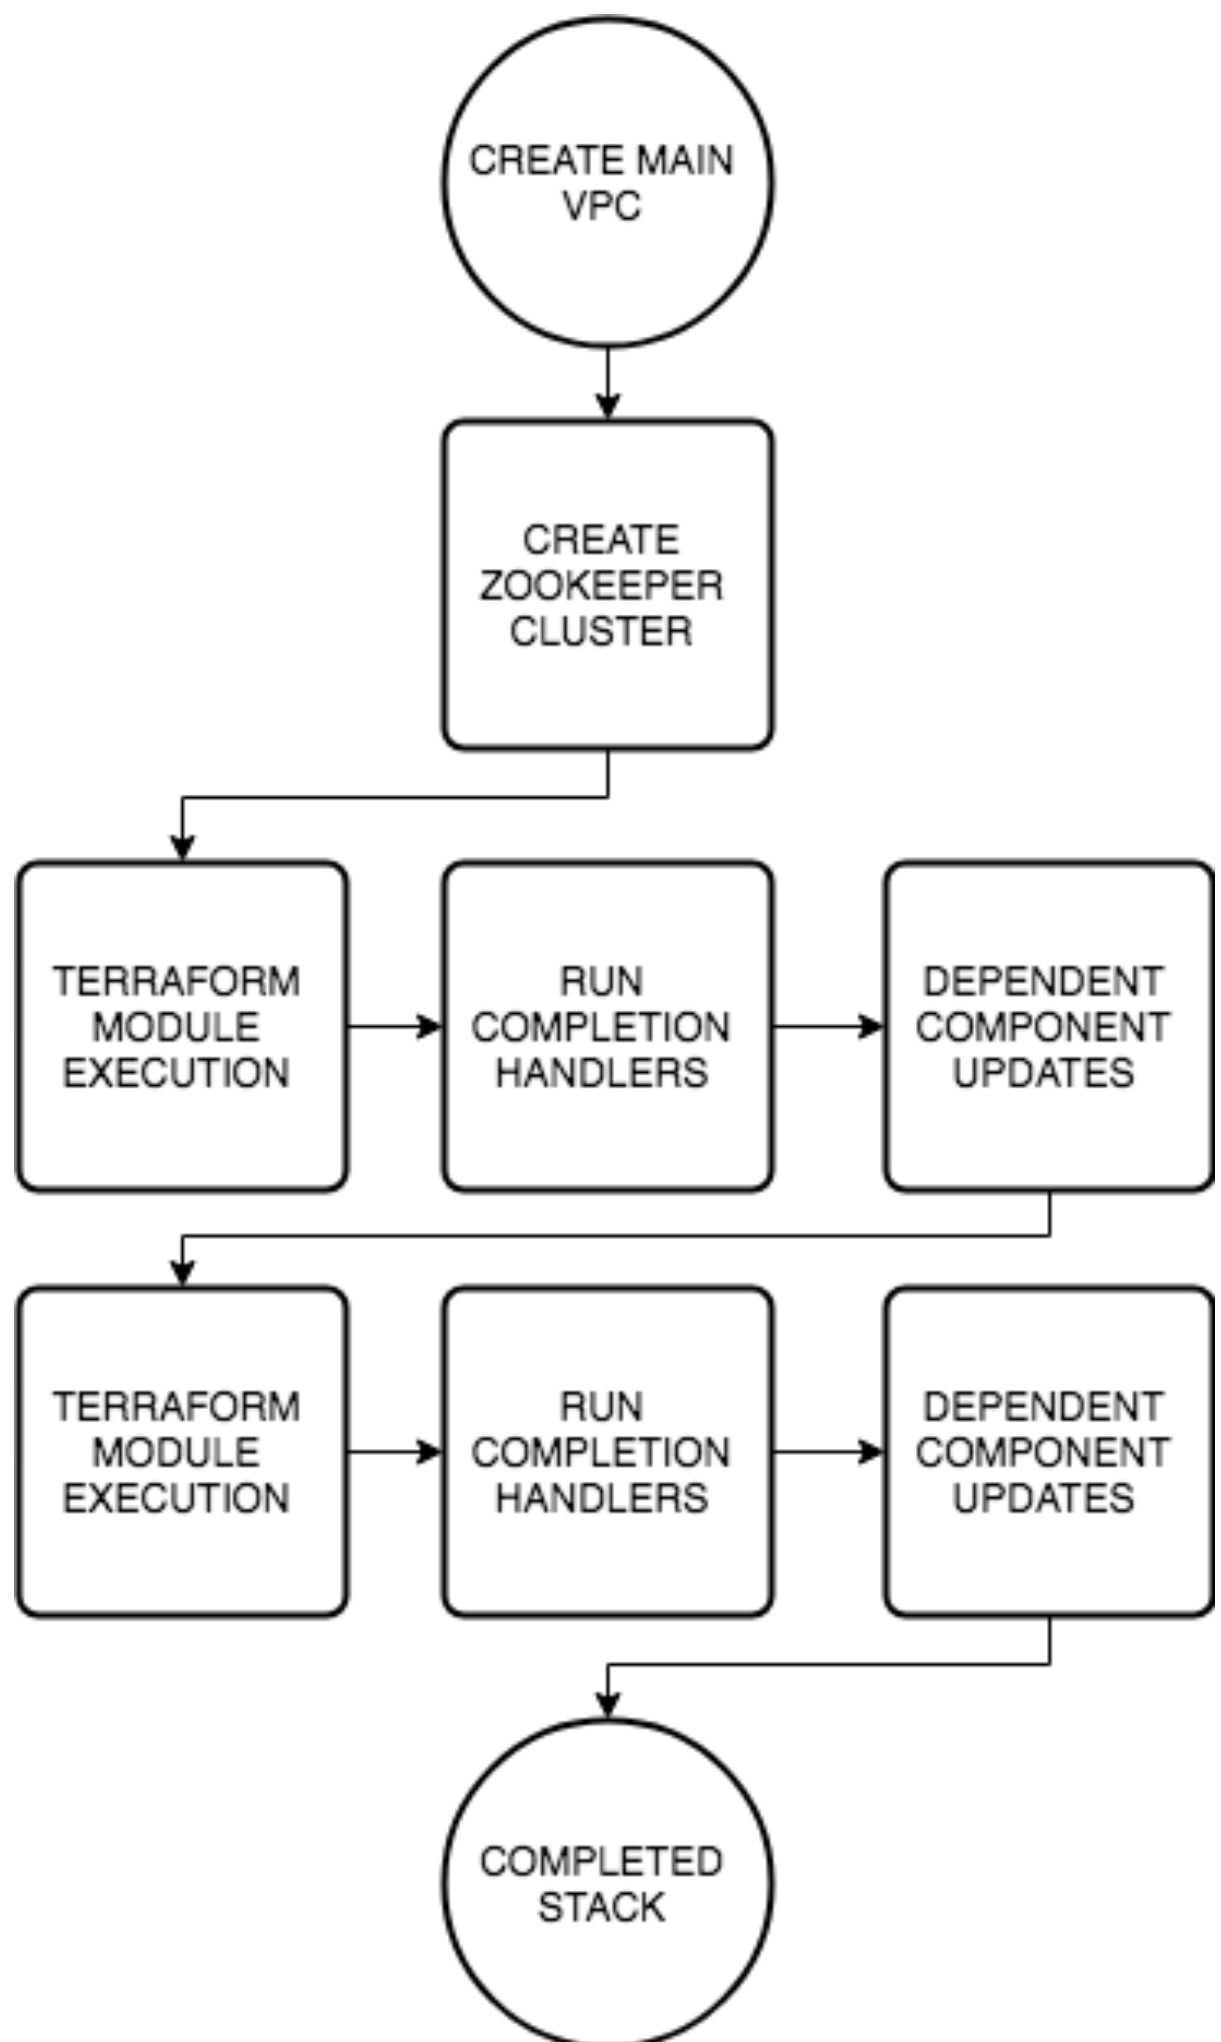 CREATE MAIN
VPC
CREATE
ZOOKEEPER
CLUSTER
TERRAFORM
MODULE
EXECUTION
RUN
COMPLETION
HANDLERS
DEPENDENT
COMPONENT
UPDATES
TERRAFORM
MODULE
EXECUTION
RUN
COMPLETION
HANDLERS
DEPENDENT
COMPONENT
UPDATES
COMPLETED
STACK